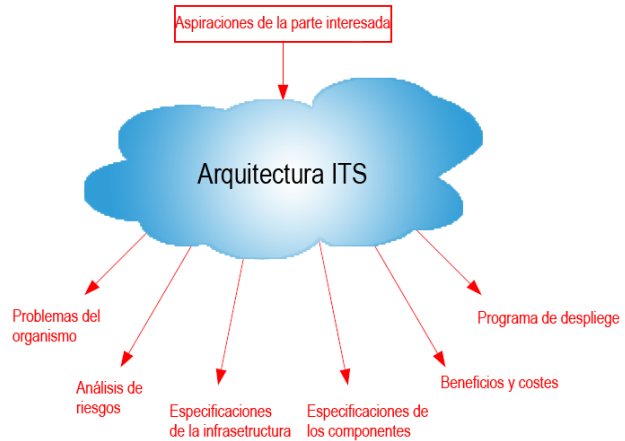 Aspiraciones de la parte interesada
Arquitectura ITS
Problemas del
organismo
Análisis de
riesgos
Especificaciones
de la infrasetructura
Especificaciones de
los componentes
Beneficios y costes
Programa de despliege